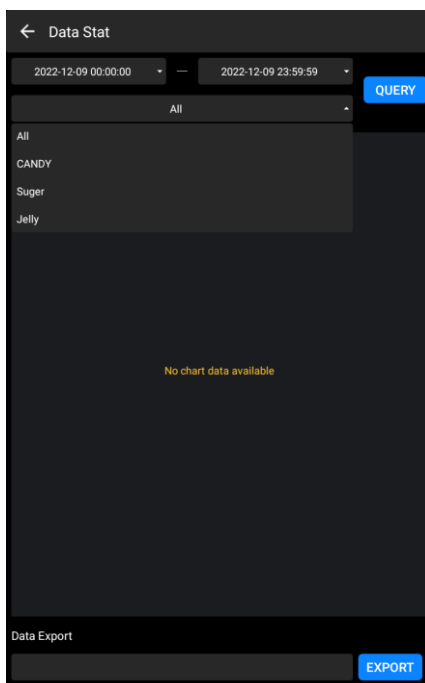 Data Stat
2022-12-09 00:00:00 — 2022-12-09 23:59:59
QUERY
All
All
CANDY
Suger
Jelly
No chart data available
Data Export
EXPORT